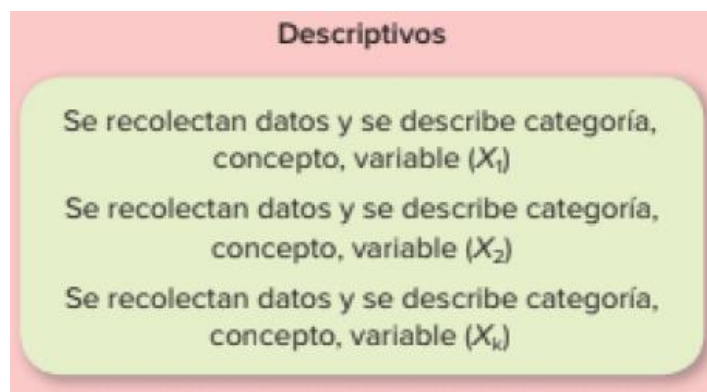 Descriptivos
Se recolectan datos y se describe categoría,
concepto, variable (X₁)
Se recolectan datos y se describe categoría,
concepto, variable (X₂)
Se recolectan datos y se describe categoría,
concepto, variable (Xₖ)